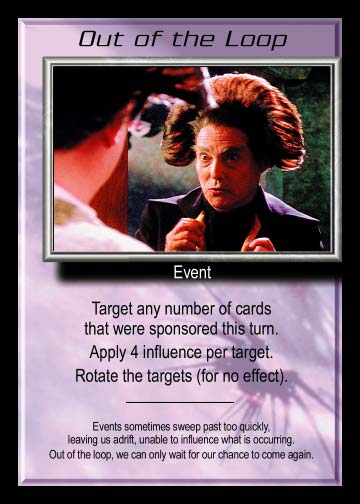 Out of the Loop
Event
Target any number of cards
that were sponsored this turn.
Apply 4 influence per target.
Rotate the targets (for no effect).
Events sometimes sweep past too quickly,
leaving us adrift, unable to influence what is occurring.
Out of the loop, we can only wait for our chance to come again.